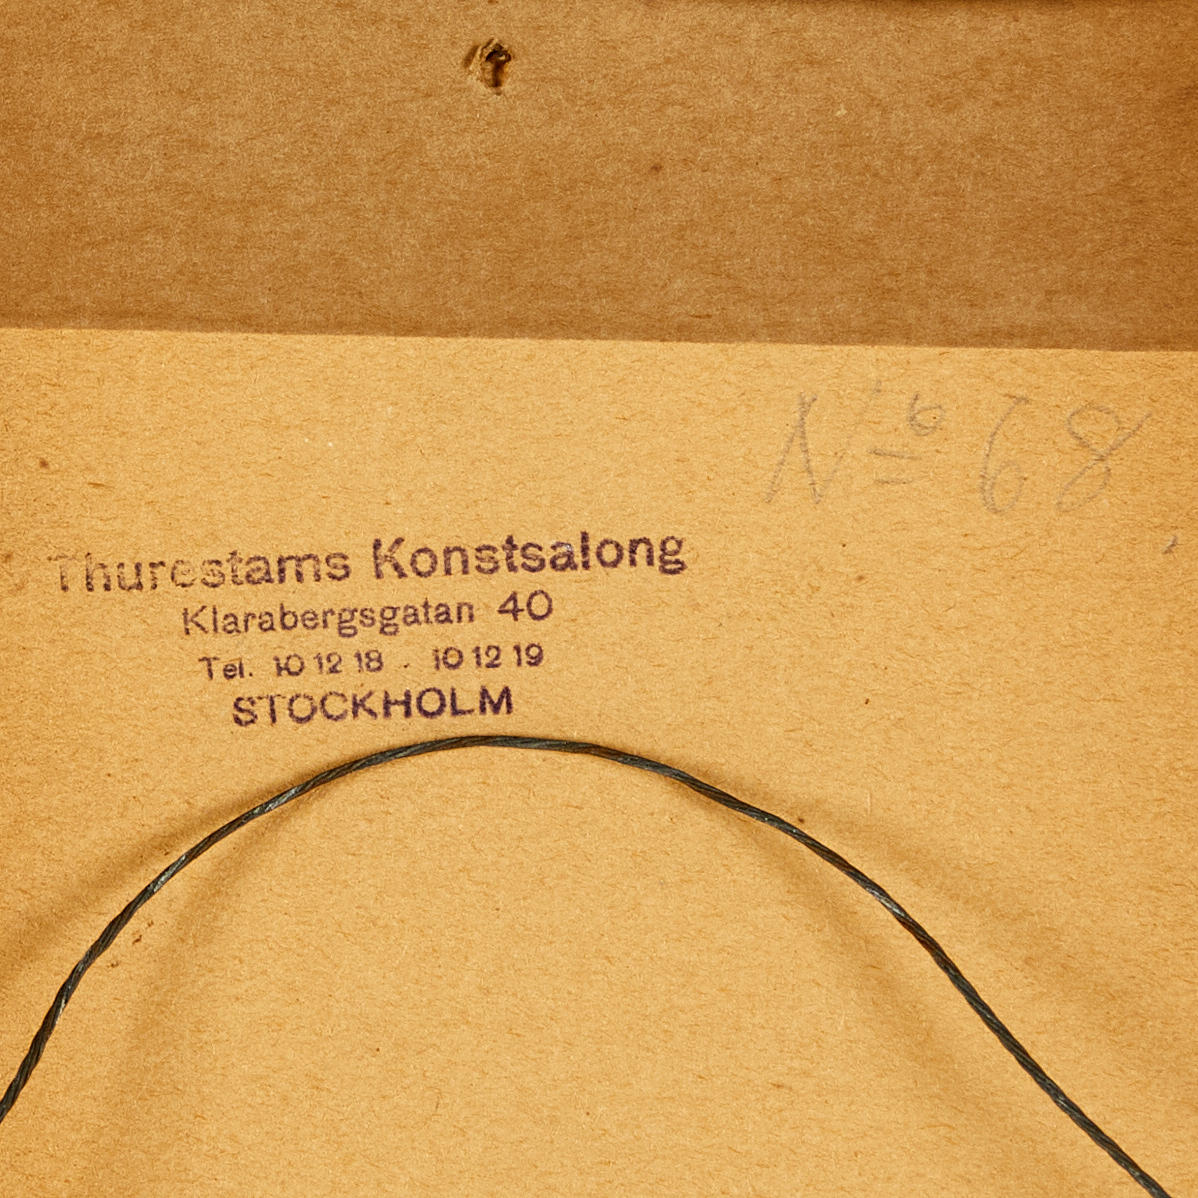 Nº 68
Thurestams Konstsalong
Klarabergsgatan 40
Tel. 10 12 18 - 10 12 19
STOCKHOLM